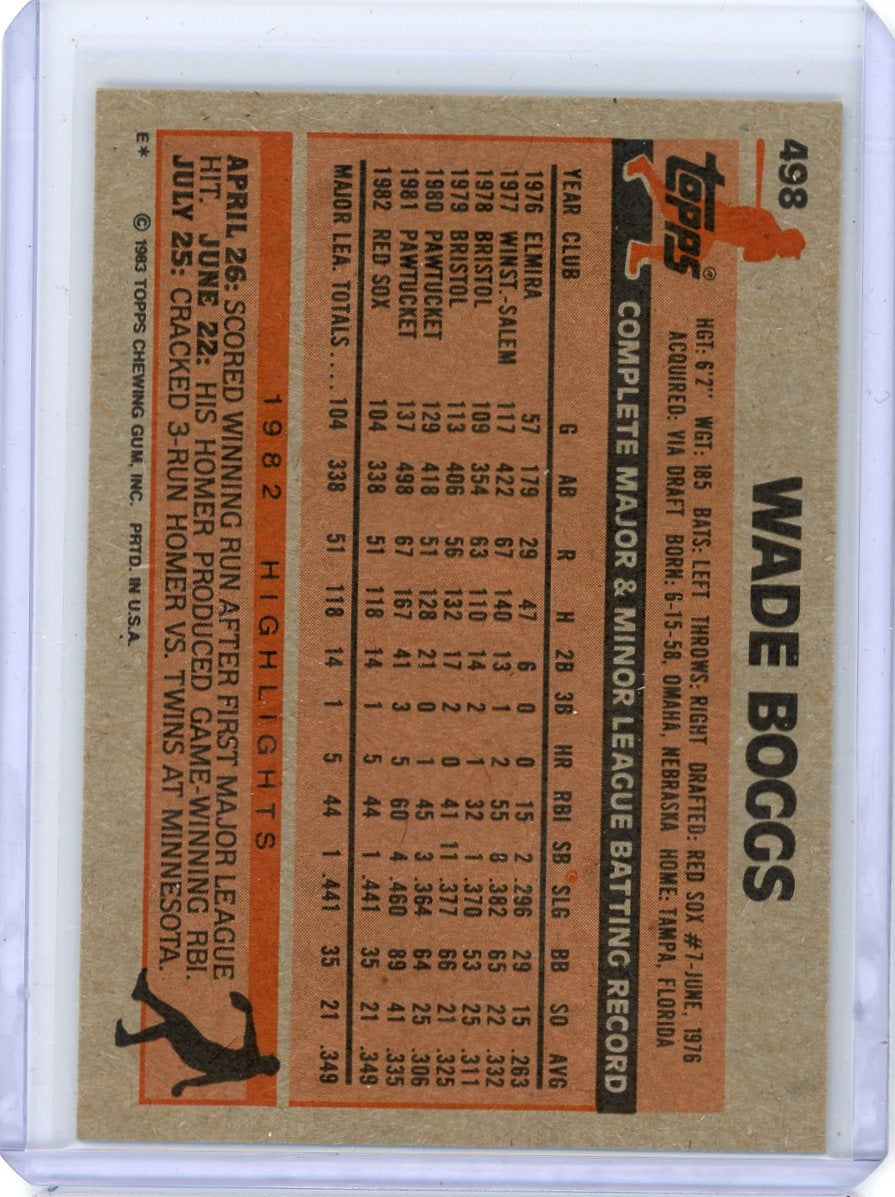 498
WADE BOGGS
TOPPS®
HGT: 6'2" WGT: 185 BATS: LEFT THROWS: RIGHT DRAFTED: RED SOX #7-JUNE, 1976
ACQUIRED: VIA DRAFT BORN: 6-15-58, OMAHA, NEBRASKA HOME: TAMPA, FLORIDA
COMPLETE MAJOR & MINOR LEAGUE BATTING RECORD
YEAR CLUB G AB R H 2B 3B HR RBI SB SLG BB SO AVG
1976 ELMIRA 57 179 29 47 6 0 0 15 2 .296 29 15 .263
1977 WINST.-SALEM 117 422 67 140 13 1 2 55 8 .382 65 22 .332
1978 BRISTOL 109 354 63 110 14 2 1 32 1 .370 53 25 .311
1979 BRISTOL 113 406 56 132 17 2 0 41 11 .377 66 21 .325
1980 PAWTUCKET 129 418 51 128 21 0 1 45 3 .364 64 25 .306
1981 PAWTUCKET 137 498 67 167 41 3 5 60 4 .460 89 41 .335
1982 RED SOX 104 338 51 118 14 1 5 44 1 .441 35 21 .349
MAJOR LEA. TOTALS.... 104 338 51 118 14 1 5 44 1 .441 35 21 .349
1982 HIGHLIGHTS
APRIL 26: SCORED WINNING RUN AFTER FIRST MAJOR LEAGUE
HIT. JUNE 22: HIS HOMER PRODUCED GAME-WINNING RBI.
JULY 25: CRACKED 3-RUN HOMER VS. TWINS AT MINNESOTA.
E* © 1983 TOPPS CHEWING GUM, INC. PRTD. IN U.S.A.